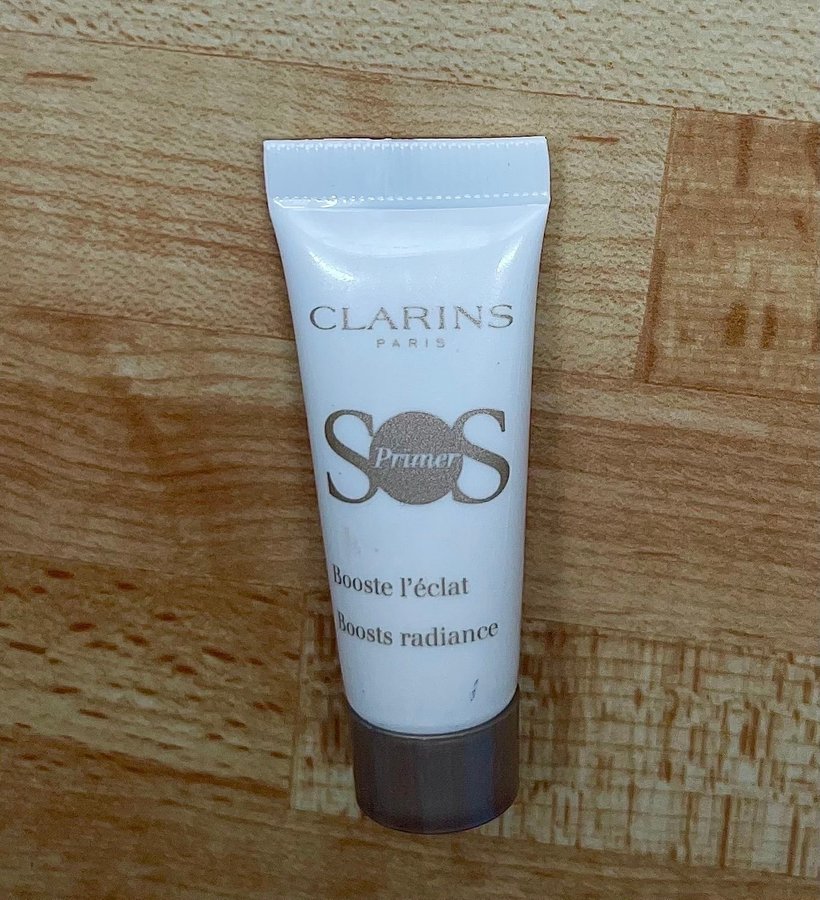 CLARINS
PARIS
SOS
Primer
Booste l'éclat
Boosts radiance